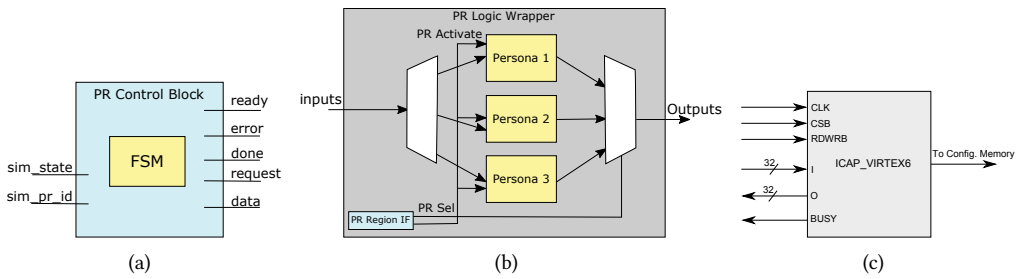 PR Control Block
FSM
sim_state
sim_pr_id
ready
error
done
request
data
(a)
PR Logic Wrapper
PR Activate
Persona 1
Persona 2
Persona 3
inputs
Outputs
PR Sel
PR Region IF
(b)
CLK
CSB
RDWRB
32
I
32
O
BUSY
ICAP_VIRTEX6
To Config. Memory
(c)